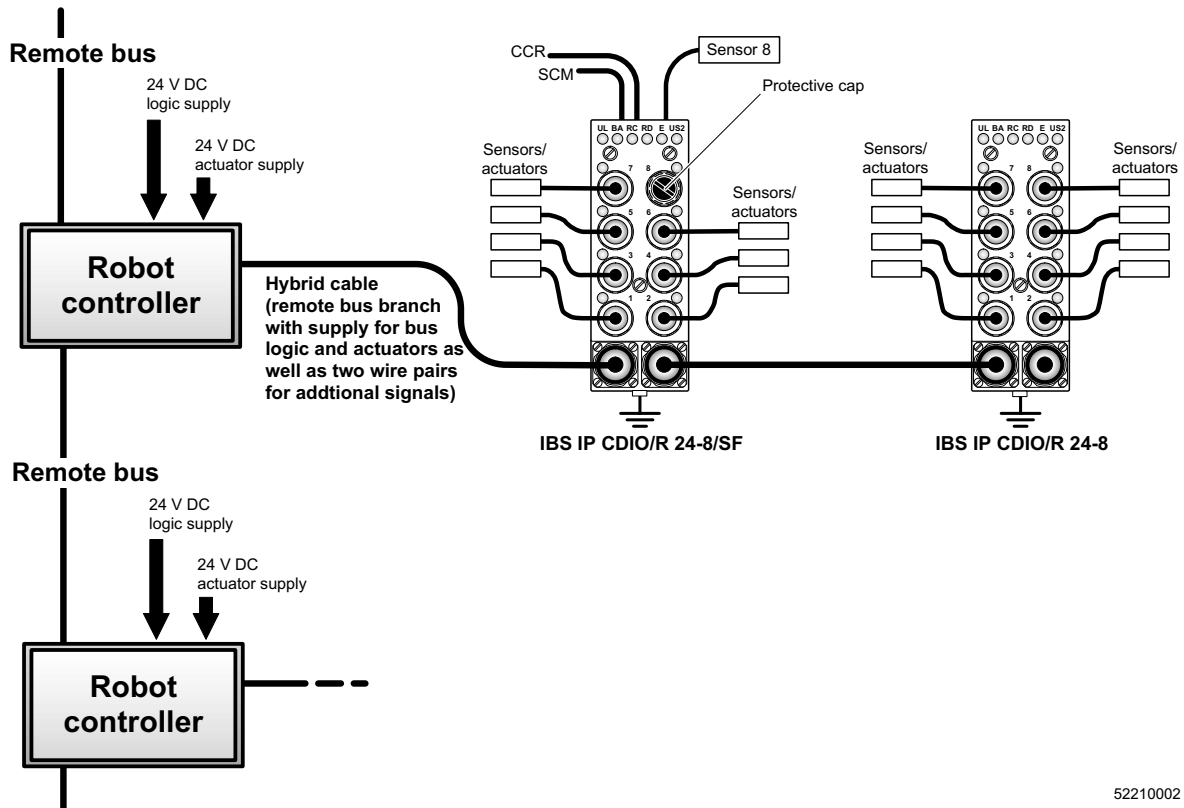 Remote bus
24 V DC
logic supply
24 V DC
actuator supply
Robot
controller
Hybrid cable
(remote bus branch
with supply for bus
logic and actuators as
well as two wire pairs
for addtional signals)
CCR
SCM
Sensor 8
Protective cap
UL BA RC RD E US2
Sensors/
actuators
7 8
5 6
3 4
1 2
Sensors/
actuators
IBS IP CDIO/R 24-8/SF
UL BA RC RD E US2
Sensors/
actuators
7 8
5 6
3 4
1 2
Sensors/
actuators
IBS IP CDIO/R 24-8
Remote bus
24 V DC
logic supply
24 V DC
actuator supply
Robot
controller
52210002